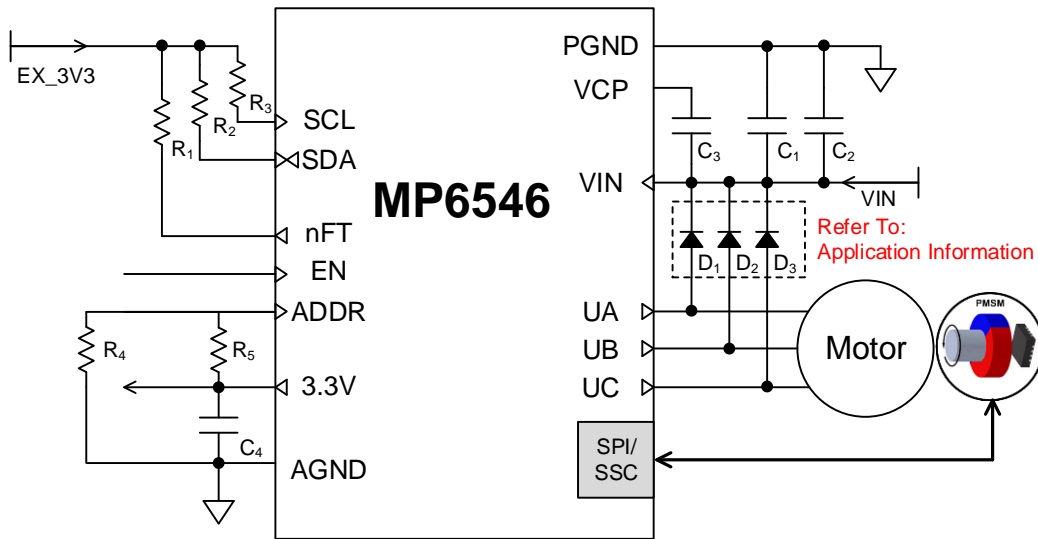 EX_3V3
R1
R2
R3
SCL
SDA
nFT
EN
ADDR
R4
R5
3.3V
C4
AGND
MP6546
PGND
VCP
C3
C1
C2
VIN
VIN
Refer To:
Application Information
D1
D2
D3
UA
UB
UC
Motor
PMSM
SPI/
SSC